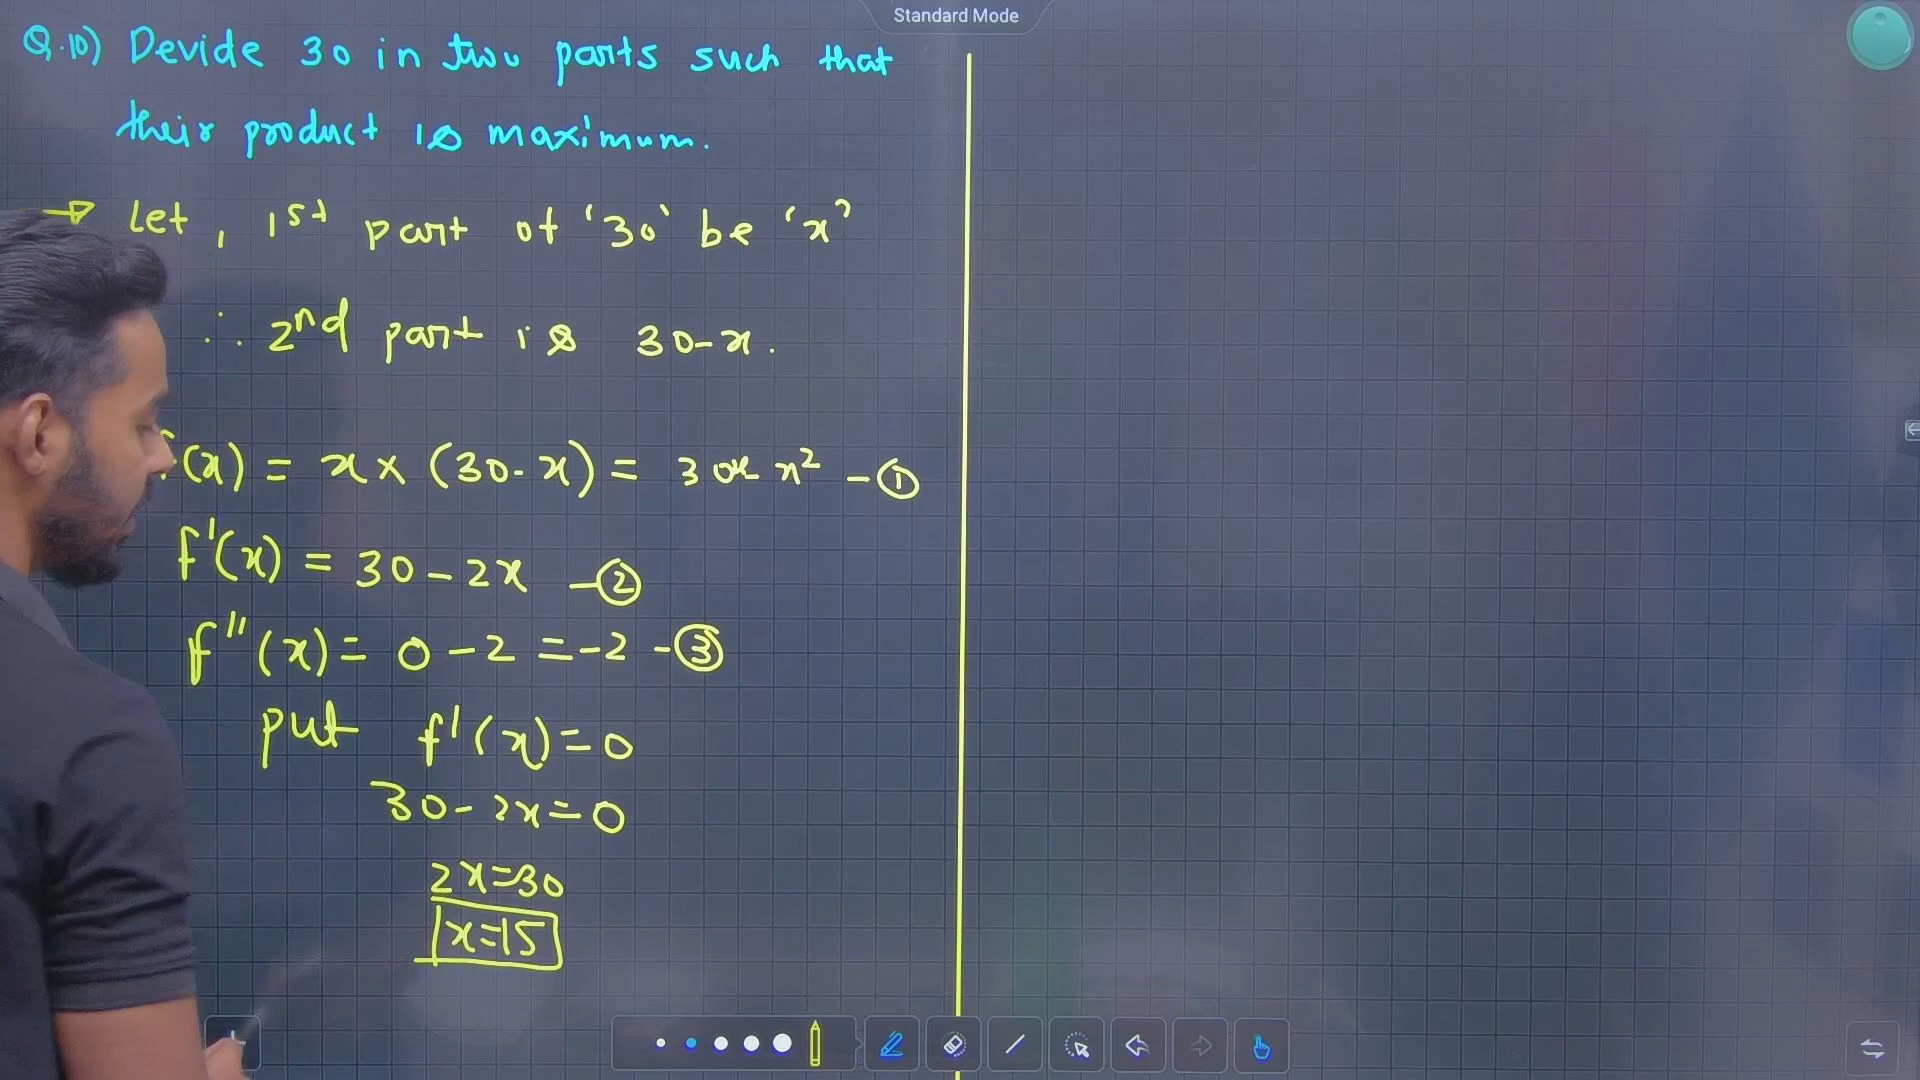 Standard Mode
Q.10) Devide 30 in two parts such that
their product is maximum.
→ Let, 1st part of '30' be 'x'
∴ 2nd part is 30-x.
(x) = x × (30-x) = 30x-x² -①
f'(x) = 30-2x -②
f''(x) = 0-2 = -2 -③
put f'(x)=0
30-2x=0
2x=30
x=15